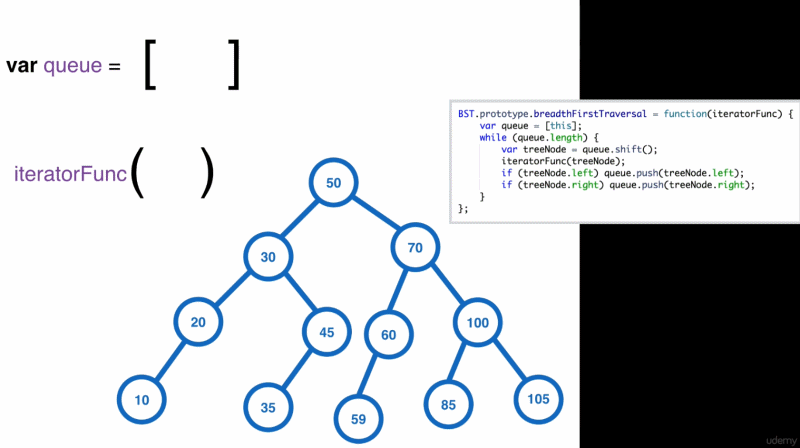 var queue = [ ]
iteratorFunc( )
BST.prototype.breadthFirstTraversal = function(iteratorFunc) {
var queue = [this];
while (queue.length) {
var treeNode = queue.shift();
iteratorFunc(treeNode);
if (treeNode.left) queue.push(treeNode.left);
if (treeNode.right) queue.push(treeNode.right);
}
};
50
30
70
20
45
60
100
10
35
59
85
105
udemy